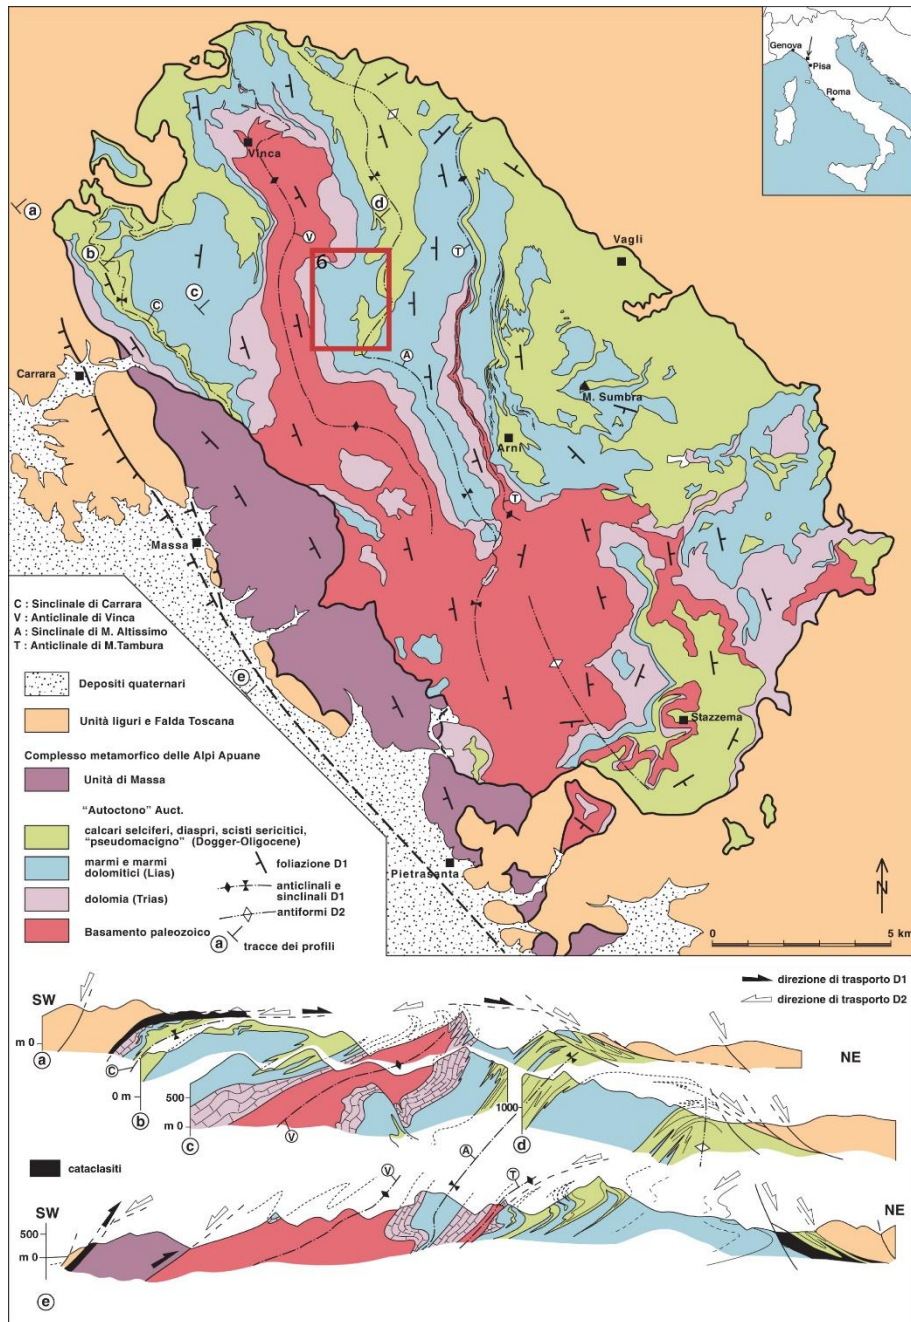 Genova
Pisa
Roma
Vinca
a
d
b
V
6
T
Vagli
c
C
A
Carrara
M. Sumbra
Arni
T
Massa
C : Sinclinale di Carrara
V : Anticlinale di Vinca
A : Sinclinale di M. Altissimo
T : Anticlinale di M.Tambura
e
Depositi quaternari
Unità liguri e Falda Toscana
Stazzema
Complesso metamorfico delle Alpi Apuane
Unità di Massa
"Autoctono" Auct.
calcari selciferi, diaspri, scisti sericitici,
"pseudomacigno" (Dogger-Oligocene)
marmi e marmi
dolomitici (Lias)
dolomia (Trias)
Basamento paleozoico
foliazione D1
anticlinali e
sinclinali D1
antiformi D2
a
tracce dei profili
Pietrasanta
N
0 5 km
direzione di trasporto D1
direzione di trasporto D2
SW
m 0
a
NE
C
0 m
b
500
m 0
c
V
1000
d
A
cataclasiti
V
T
SW
NE
500
m 0
e